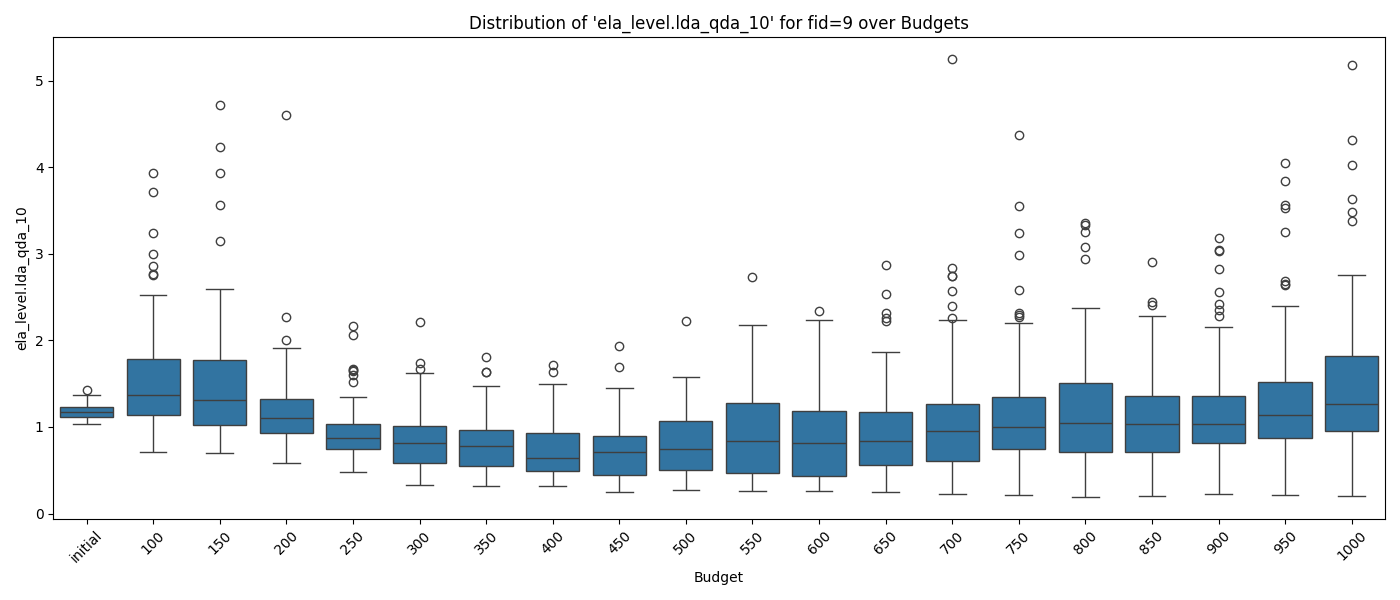 Distribution of 'ela_level.lda_qda_10' for fid=9 over Budgets
ela_level.lda_qda_10
5
4
3
2
1
0
initial 100 150 200 250 300 350 400 450 500 550 600 650 700 750 800 850 900 950 1000
Budget